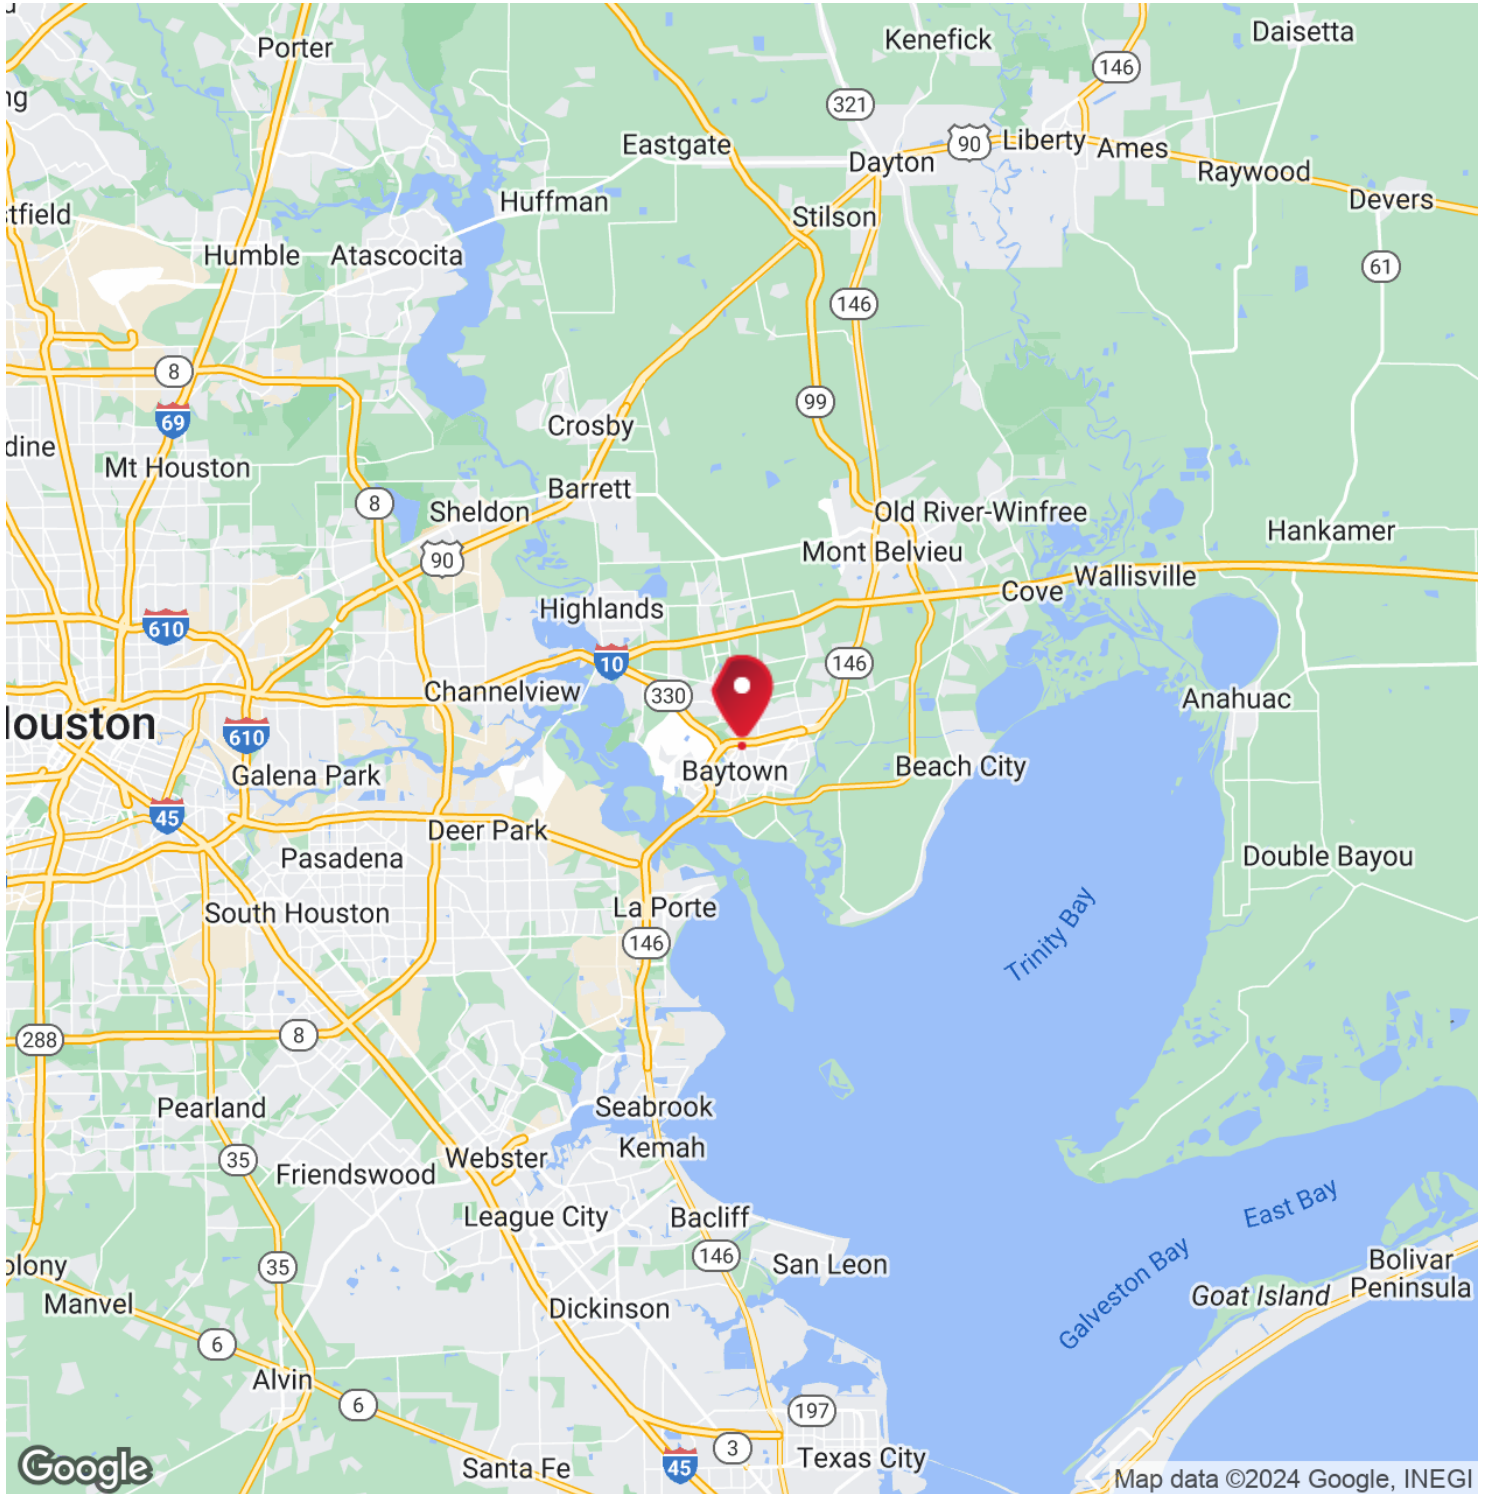 Porter
Kenefick
Daisetta
146
ng
321
Eastgate
90
Liberty
Ames
Dayton
Raywood
Devers
Huffman
stfield
Stilson
Humble
Atascocita
61
146
8
99
69
Crosby
dine
Mt Houston
Barrett
8
Sheldon
Old River-Winfree
Hankamer
90
Mont Belvieu
Wallisville
Cove
Highlands
610
10
146
Channelview
330
Anahuac
Houston
610
Galena Park
Baytown
Beach City
45
Deer Park
Pasadena
Double Bayou
La Porte
South Houston
Trinity Bay
146
288
8
Pearland
Seabrook
Kemah
35
Webster
Friendswood
East Bay
League City
Bacliff
146
San Leon
Galveston Bay
Bolivar
Peninsula
35
olony
Goat Island
Manvel
Dickinson
6
Alvin
6
197
3
Texas City
45
Santa Fe
Google
Map data ©2024 Google, INEGI